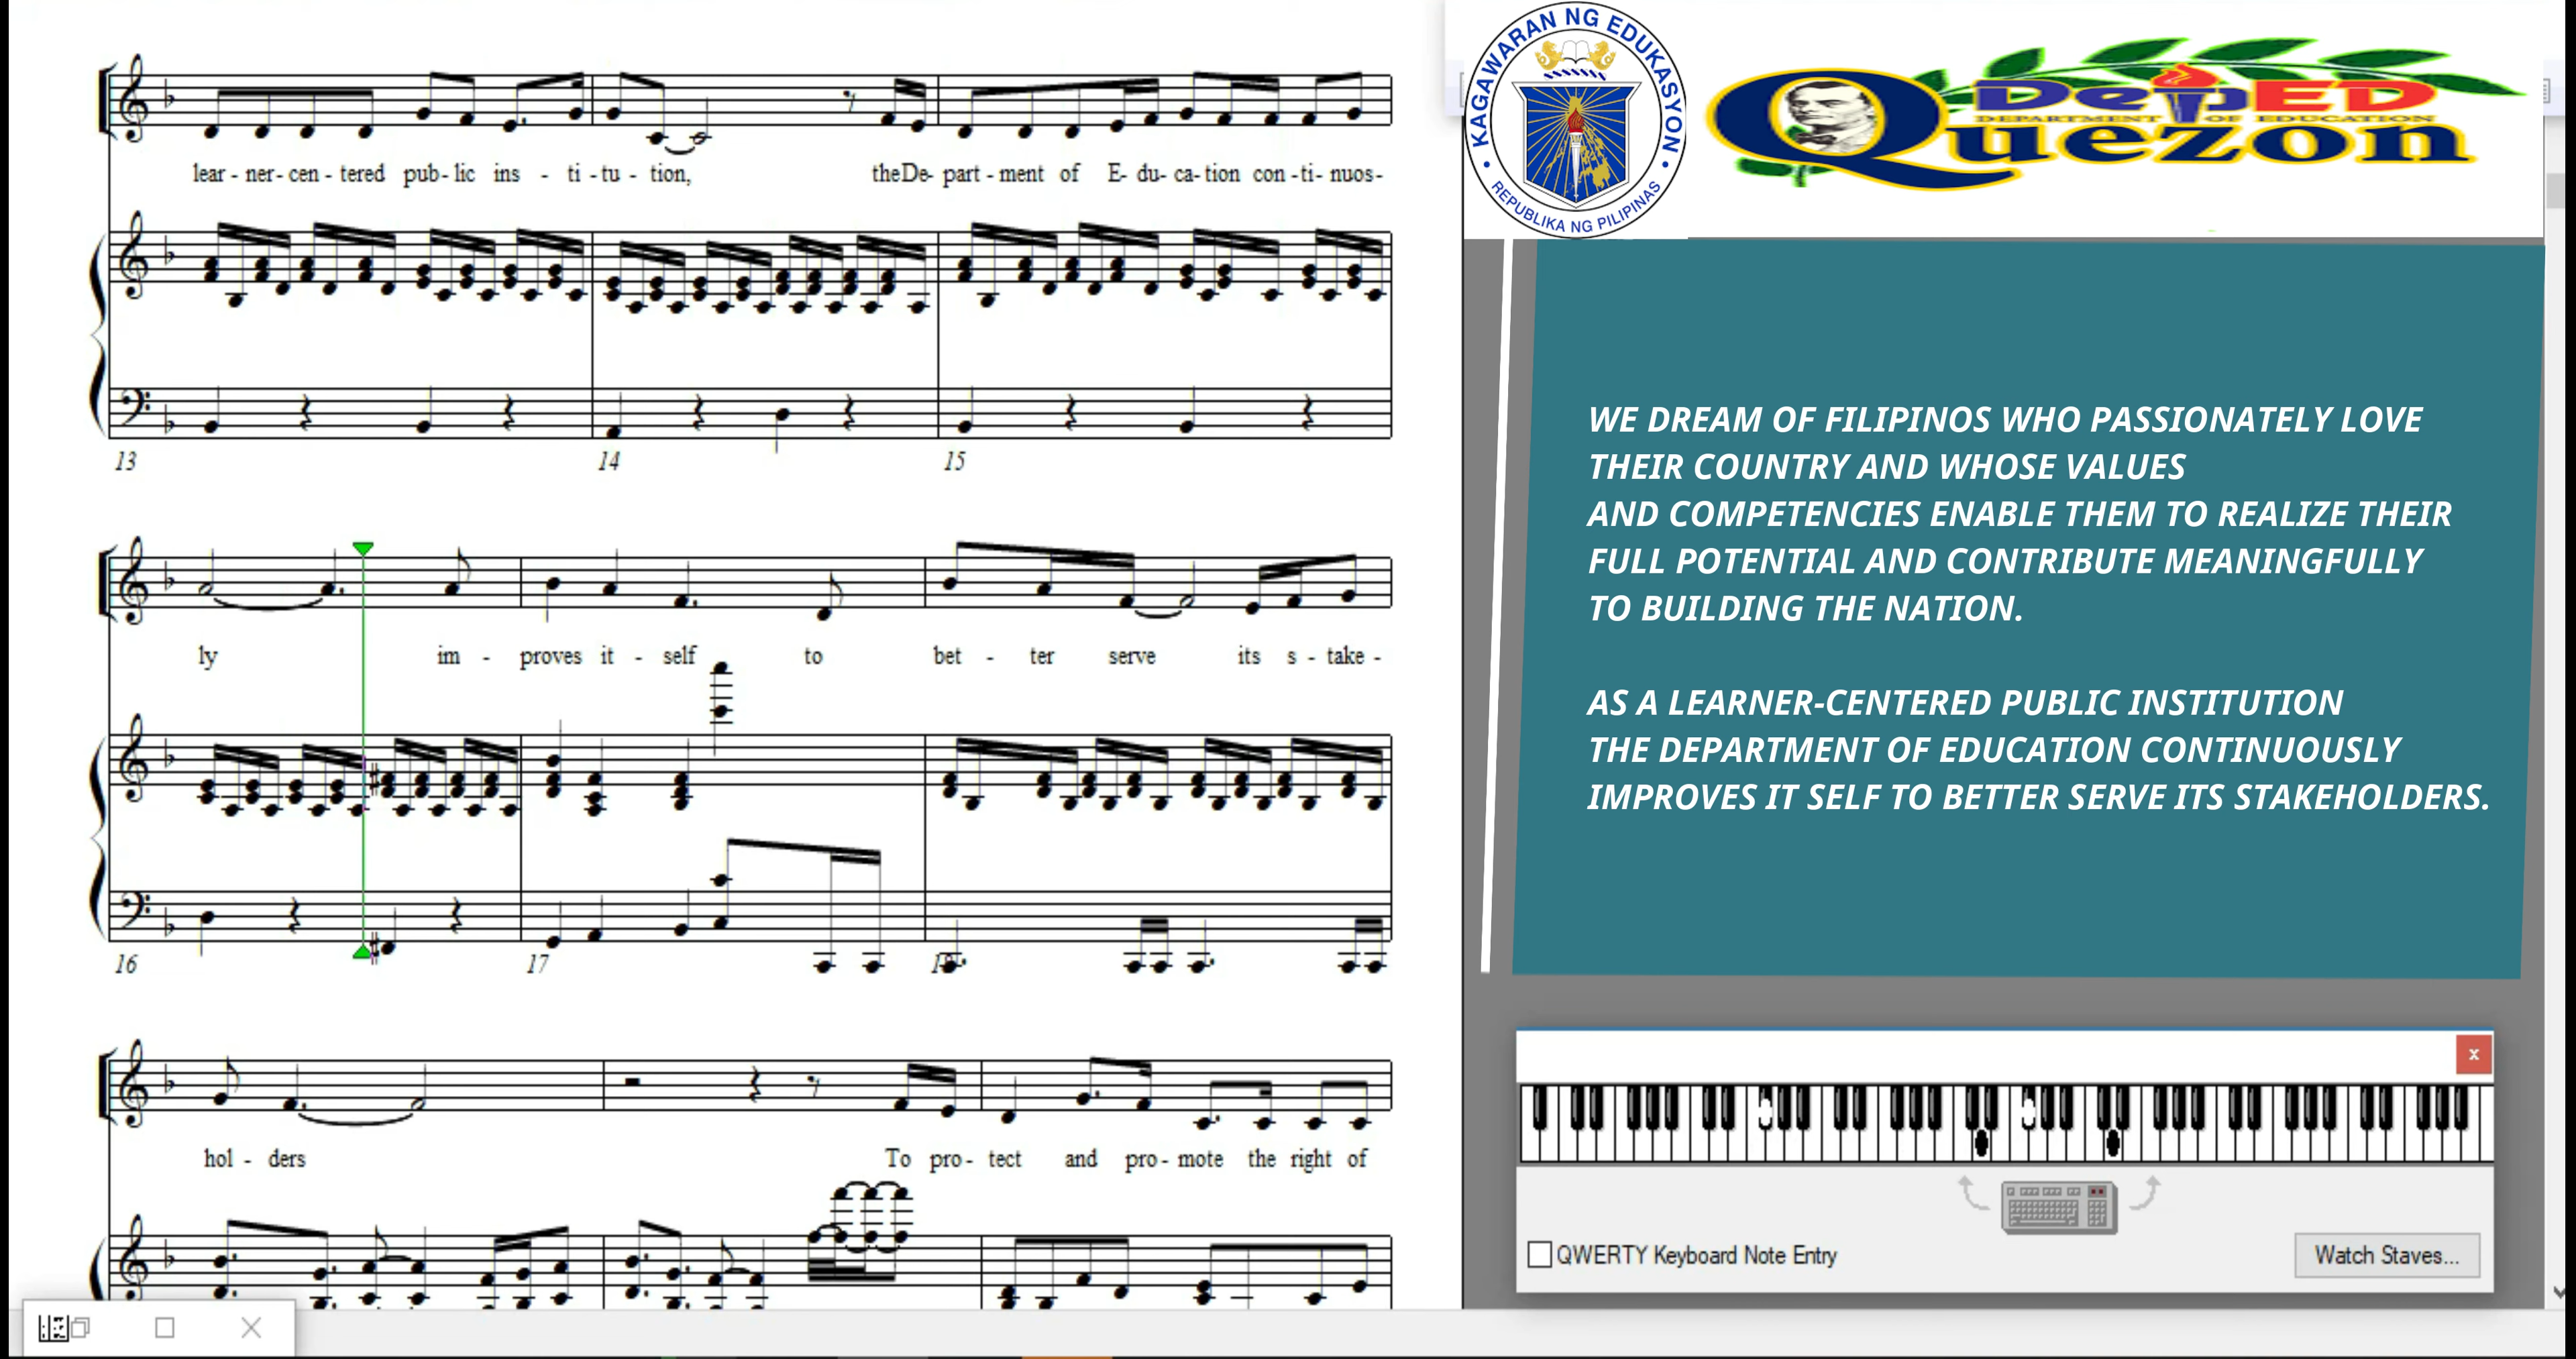 lear - ner - cen - tered pub - lic ins - ti - tu - tion, theDe- part - ment of E- du- ca- tion con - ti- nuos-
13 14 15
ly im - proves it - self to bet - ter serve its s - take -
16 17
hol - ders To pro - tect and pro - mote the right of
KAGAWARAN NG EDUKASYON
REPUBLIKA NG PILIPINAS
DepED
DEPARTMENT OF EDUCATION
Quezon
WE DREAM OF FILIPINOS WHO PASSIONATELY LOVE
THEIR COUNTRY AND WHOSE VALUES
AND COMPETENCIES ENABLE THEM TO REALIZE THEIR
FULL POTENTIAL AND CONTRIBUTE MEANINGFULLY
TO BUILDING THE NATION.
AS A LEARNER-CENTERED PUBLIC INSTITUTION
THE DEPARTMENT OF EDUCATION CONTINUOUSLY
IMPROVES IT SELF TO BETTER SERVE ITS STAKEHOLDERS.
x
QWERTY Keyboard Note Entry
Watch Staves...